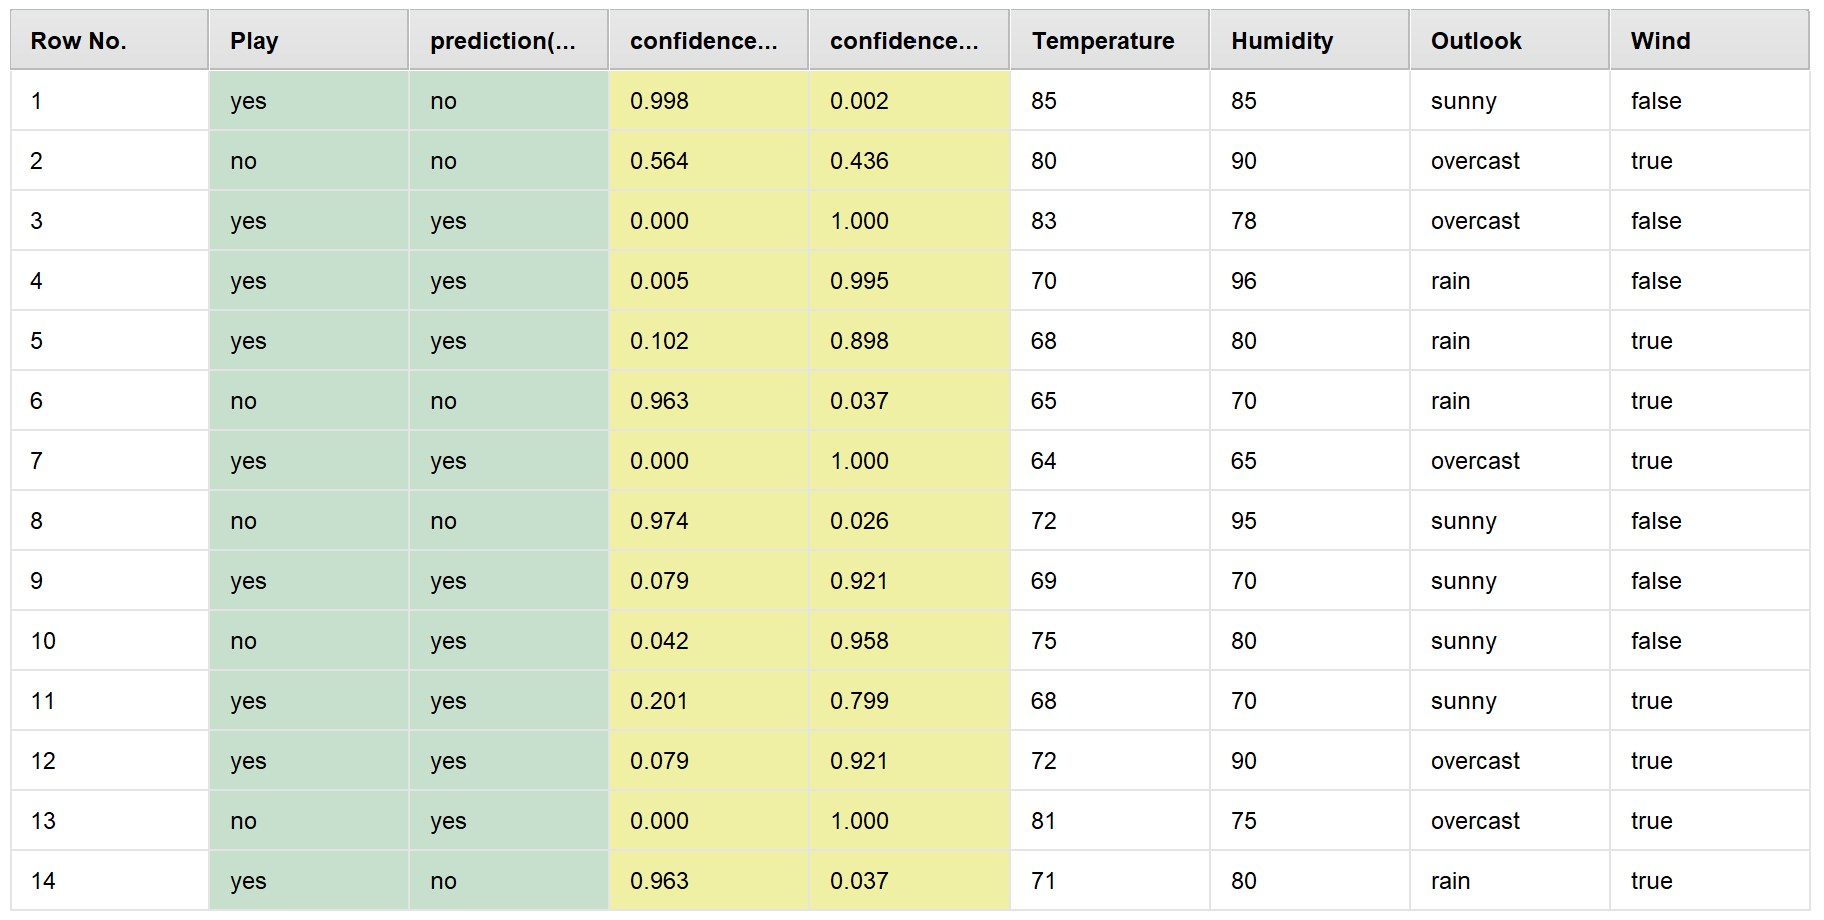 Row No. Play prediction(... confidence... confidence... Temperature Humidity Outlook Wind
1 yes no 0.998 0.002 85 85 sunny false
2 no no 0.564 0.436 80 90 overcast true
3 yes yes 0.000 1.000 83 78 overcast false
4 yes yes 0.005 0.995 70 96 rain false
5 yes yes 0.102 0.898 68 80 rain true
6 no no 0.963 0.037 65 70 rain true
7 yes yes 0.000 1.000 64 65 overcast true
8 no no 0.974 0.026 72 95 sunny false
9 yes yes 0.079 0.921 69 70 sunny false
10 no yes 0.042 0.958 75 80 sunny false
11 yes yes 0.201 0.799 68 70 sunny true
12 yes yes 0.079 0.921 72 90 overcast true
13 no yes 0.000 1.000 81 75 overcast true
14 yes no 0.963 0.037 71 80 rain true